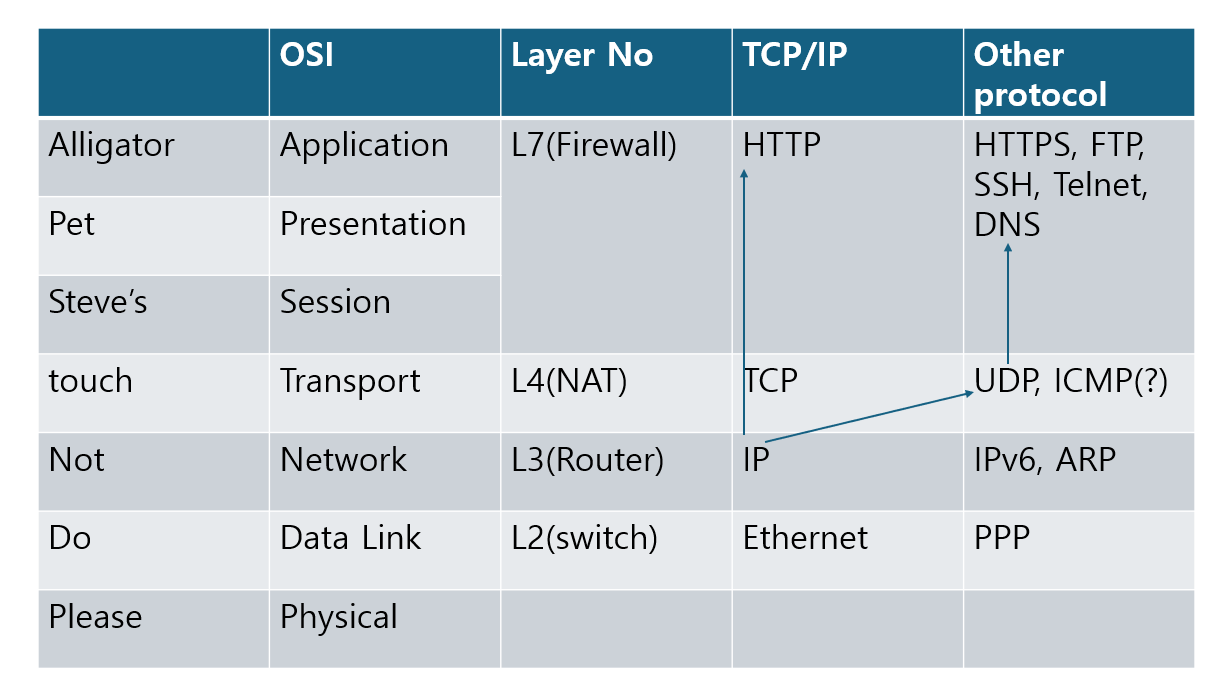 OSI
Layer No
TCP/IP
Other
protocol
Alligator
Application
L7(Firewall)
HTTP
HTTPS, FTP,
SSH, Telnet,
DNS
Pet
Presentation
Steve’s
Session
touch
Transport
L4(NAT)
TCP
UDP, ICMP(?)
Not
Network
L3(Router)
IP
IPv6, ARP
Do
Data Link
L2(switch)
Ethernet
PPP
Please
Physical